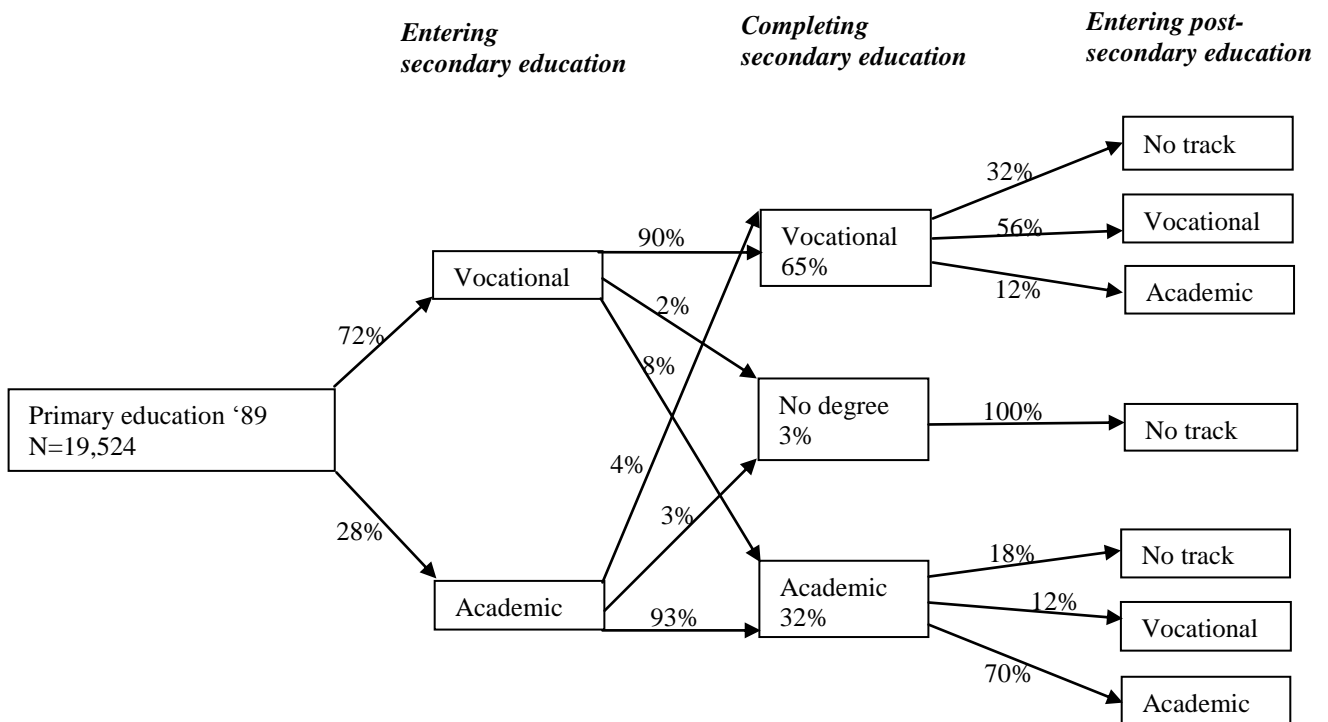 Entering
secondary education
Completing
secondary education
Entering post-
secondary education
Primary education ‘89
N=19,524
72%
28%
Vocational
Academic
90%
2%
8%
4%
3%
93%
Vocational
65%
No degree
3%
Academic
32%
32%
56%
12%
100%
18%
12%
70%
No track
Vocational
Academic
No track
No track
Vocational
Academic